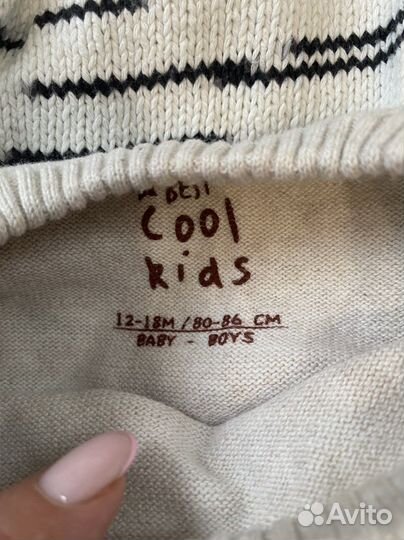 Cool
kids
12-18M / 80-86 CM
BABY - BOYS
Avito